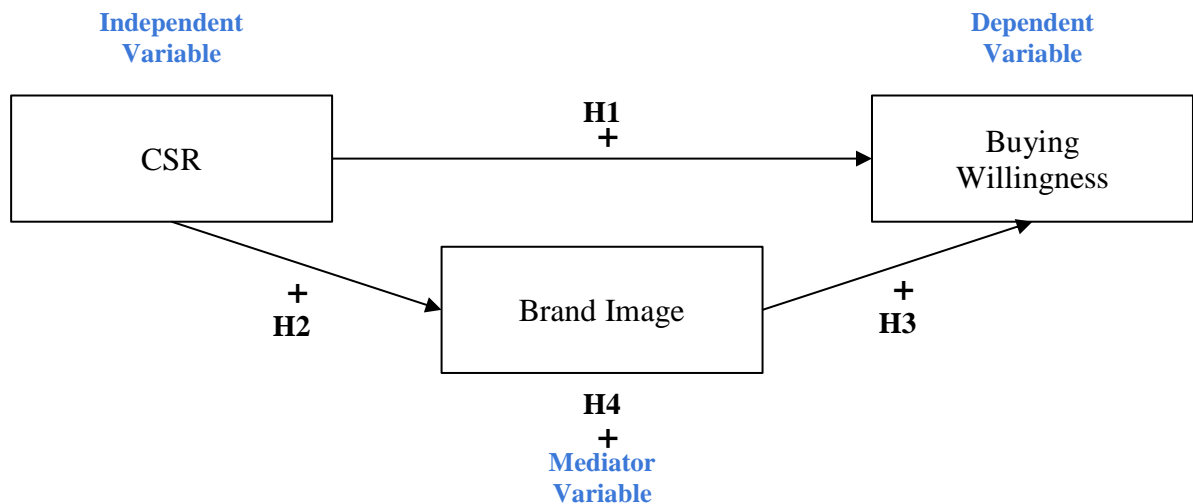 Independent
Variable
Dependent
Variable
H1
+
CSR
Buying
Willingness
+
H2
Brand Image
+
H3
H4
+
Mediator
Variable